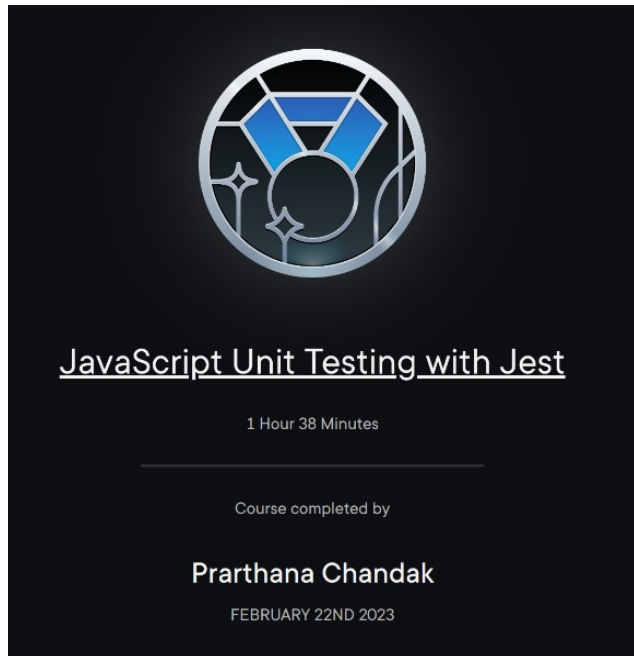 JavaScript Unit Testing with Jest
1 Hour 38 Minutes
Course completed by
Prarthana Chandak
FEBRUARY 22ND 2023